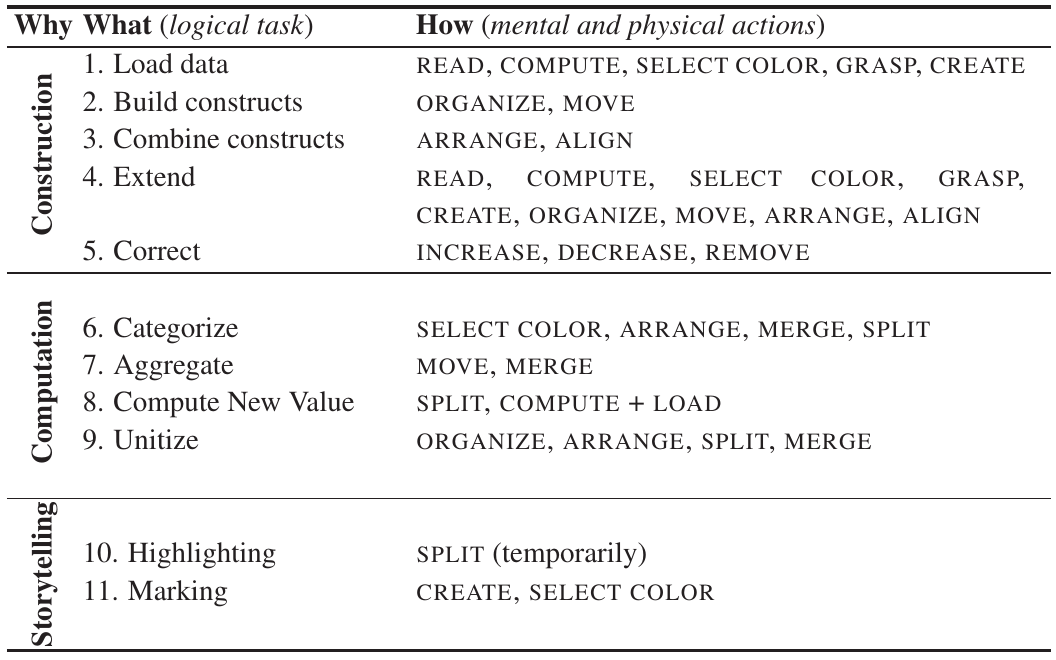 Why What (logical task) How (mental and physical actions)
Construction
1. Load data READ, COMPUTE, SELECT COLOR, GRASP, CREATE
2. Build constructs ORGANIZE, MOVE
3. Combine constructs ARRANGE, ALIGN
4. Extend READ, COMPUTE, SELECT COLOR, GRASP,
CREATE, ORGANIZE, MOVE, ARRANGE, ALIGN
5. Correct INCREASE, DECREASE, REMOVE
Computation
6. Categorize SELECT COLOR, ARRANGE, MERGE, SPLIT
7. Aggregate MOVE, MERGE
8. Compute New Value SPLIT, COMPUTE + LOAD
9. Unitize ORGANIZE, ARRANGE, SPLIT, MERGE
Storytelling
10. Highlighting SPLIT (temporarily)
11. Marking CREATE, SELECT COLOR